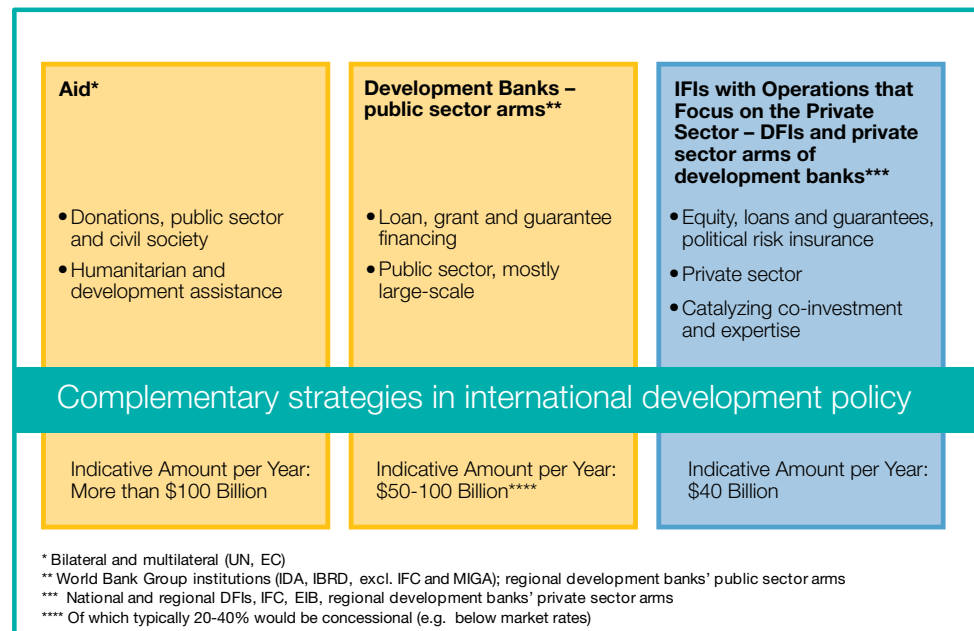 Aid*
• Donations, public sector
and civil society
• Humanitarian and
development assistance
Development Banks –
public sector arms**
• Loan, grant and guarantee
financing
• Public sector, mostly
large-scale
IFIs with Operations that
Focus on the Private
Sector – DFIs and private
sector arms of
development banks***
• Equity, loans and guarantees,
political risk insurance
• Private sector
• Catalyzing co-investment
and expertise
Complementary strategies in international development policy
Indicative Amount per Year:
More than $100 Billion
Indicative Amount per Year:
$50-100 Billion****
Indicative Amount per Year:
$40 Billion
* Bilateral and multilateral (UN, EC)
** World Bank Group institutions (IDA, IBRD, excl. IFC and MIGA); regional development banks' public sector arms
*** National and regional DFIs, IFC, EIB, regional development banks' private sector arms
**** Of which typically 20-40% would be concessional (e.g. below market rates)